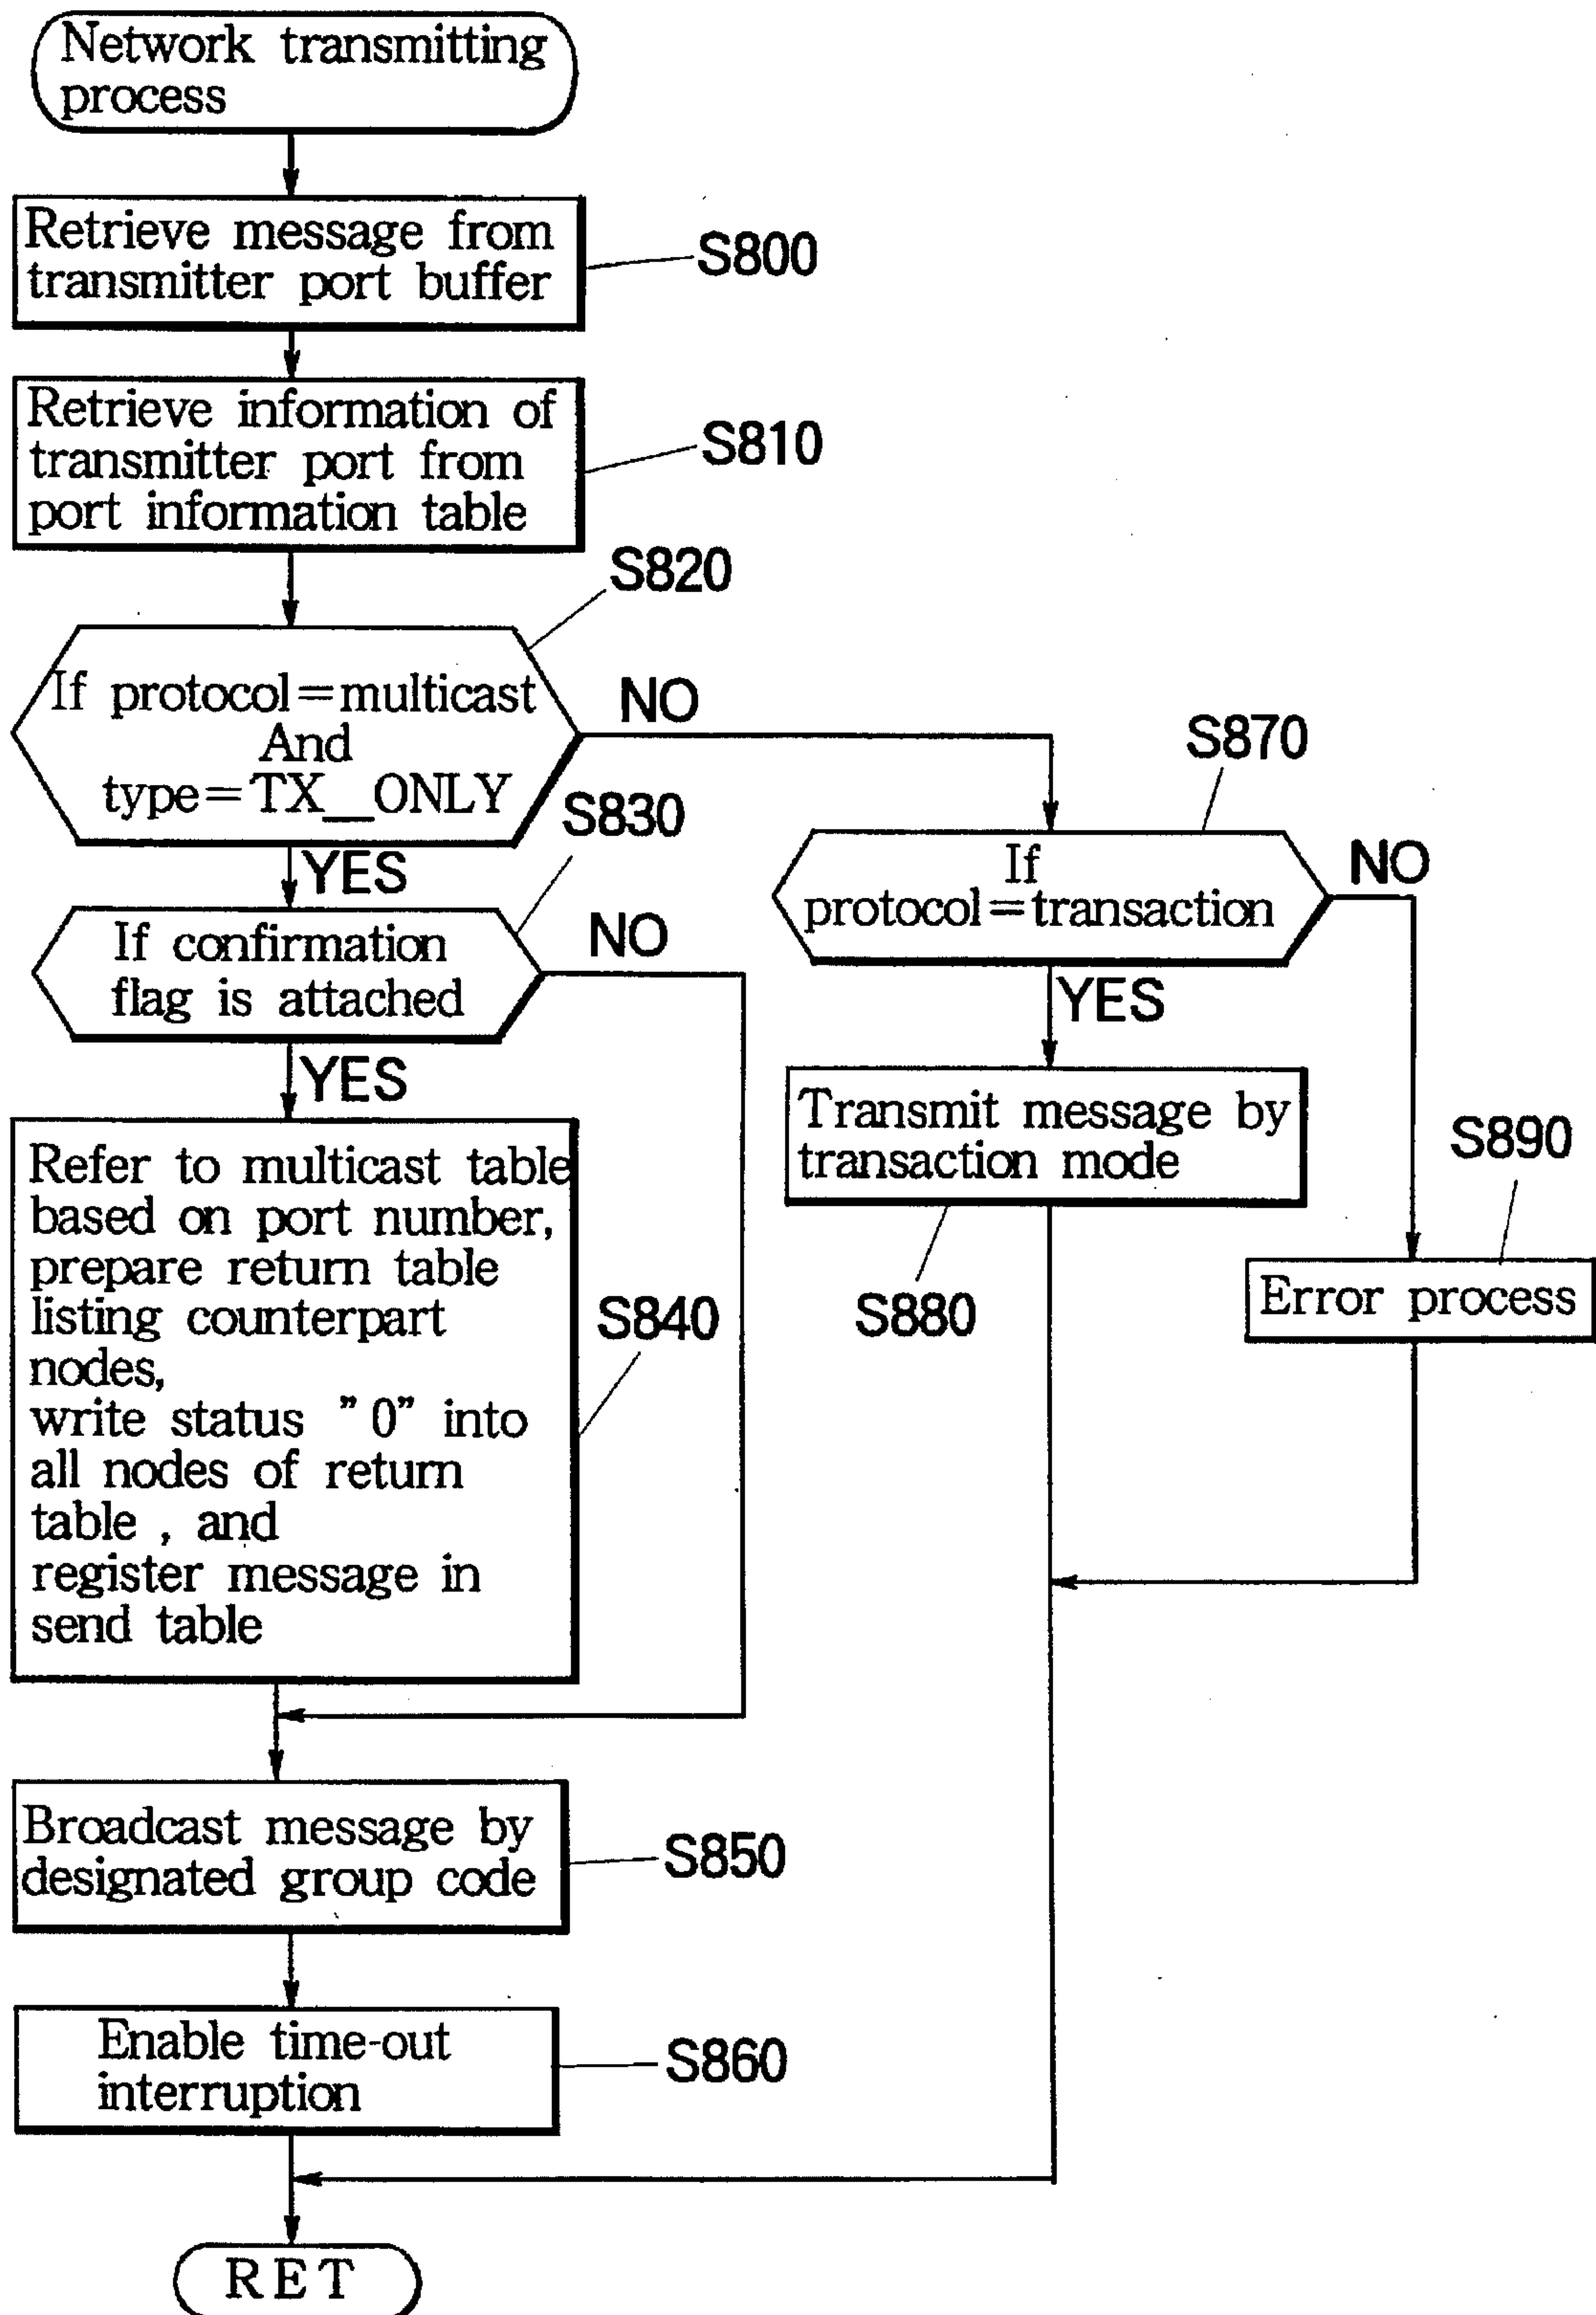 Network transmitting
process
Retrieve message from
transmitter port buffer
S800
Retrieve information of
transmitter port from
port information table
S810
S820
If protocol=multicast
And
type=TX__ONLY
NO
YES
S830
If confirmation
flag is attached
NO
YES
S870
If
protocol=transaction
NO
YES
Transmit message by
transaction mode
S880
S890
Error process
Refer to multicast table
based on port number,
prepare return table
listing counterpart
nodes,
write status "0" into
all nodes of return
table , and
register message in
send table
S840
Broadcast message by
designated group code
S850
Enable time-out
interruption
S860
RET